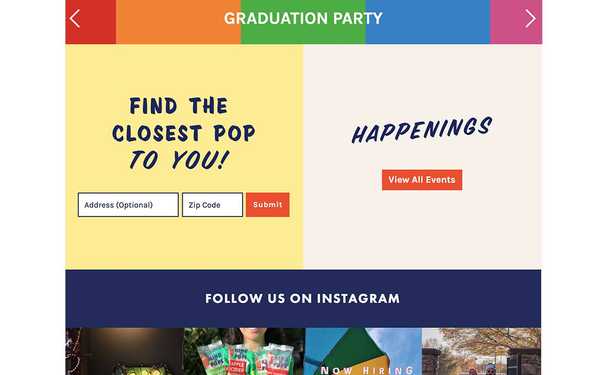 GRADUATION PARTY
FIND THE
CLOSEST POP
TO YOU!
Address (Optional)
Zip Code
Submit
HAPPENINGS
View All Events
FOLLOW US ON INSTAGRAM
APPLE
NOW HIRING